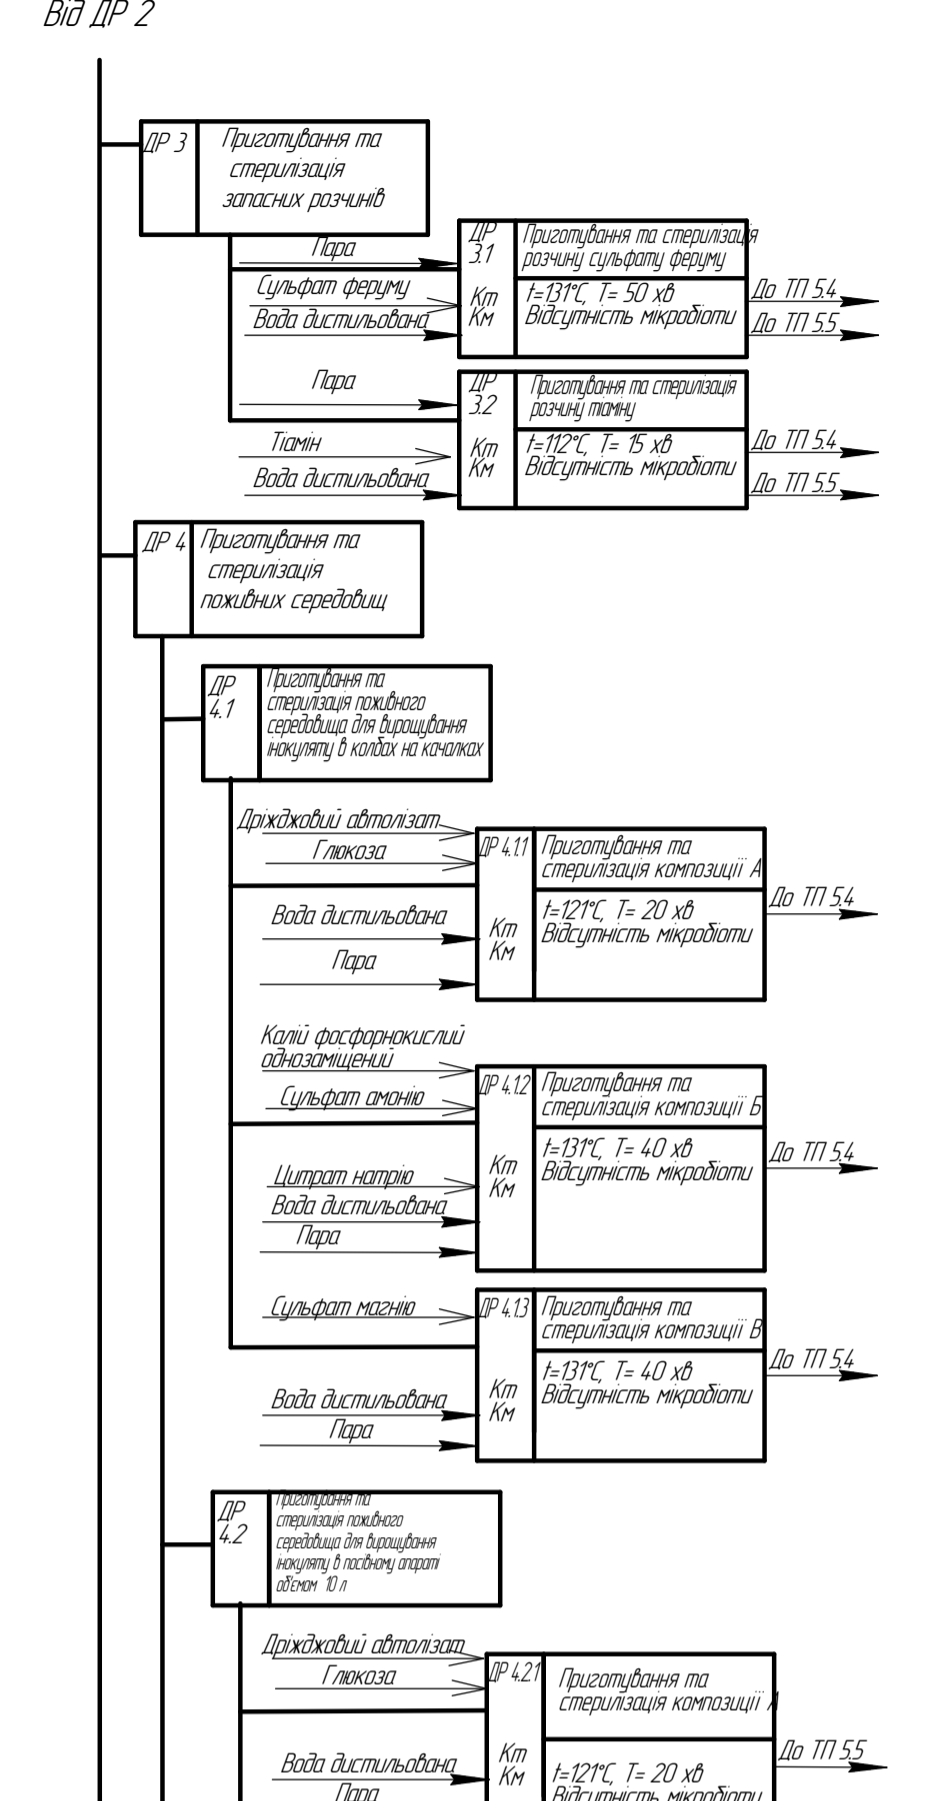 Від ДР 2
ДР 3
Приготування та
стерилізація
запасних розчинів
Пара
Сульфат феруму
Вода дистильована
ДР
3.1
Кт
Км
Приготування та стерилізація
розчину сульфату феруму
t=131°С, Т= 50 хв
Відсутність мікробіоти
До ТП 5.4
До ТП 5.5
Пара
Тіамін
Вода дистильована
ДР
3.2
Кт
Км
Приготування та стерилізація
розчину тіаміну
t=112°С, Т= 15 хв
Відсутність мікробіоти
До ТП 5.4
До ТП 5.5
ДР 4
Приготування та
стерилізація
поживних середовищ
ДР
4.1
Приготування та
стерилізація поживного
середовища для вирощування
інокуляту в колбах на качалках
Дріжджовий автолізат
Глюкоза
Вода дистильована
Пара
ДР 4.1.1
Кт
Км
Приготування та
стерилізація композиції А
t=121°С, Т= 20 хв
Відсутність мікробіоти
До ТП 5.4
Калій фосфорнокислий
однозаміщений
Сульфат амонію
Цитрат натрію
Вода дистильована
Пара
ДР 4.1.2
Кт
Км
Приготування та
стерилізація композиції Б
t=131°С, Т= 40 хв
Відсутність мікробіоти
До ТП 5.4
Сульфат магнію
Вода дистильована
Пара
ДР 4.1.3
Кт
Км
Приготування та
стерилізація композиції В
t=131°С, Т= 40 хв
Відсутність мікробіоти
До ТП 5.4
ДР
4.2
Приготування та
стерилізація поживного
середовища для вирощування
інокуляту в посівному апараті
об'ємом 10 л
Дріжджовий автолізат
Глюкоза
Вода дистильована
Пара
ДР 4.2.1
Кт
Км
Приготування та
стерилізація композиції А
t=121°С, Т= 20 хв
Відсутність мікробіоти
До ТП 5.5